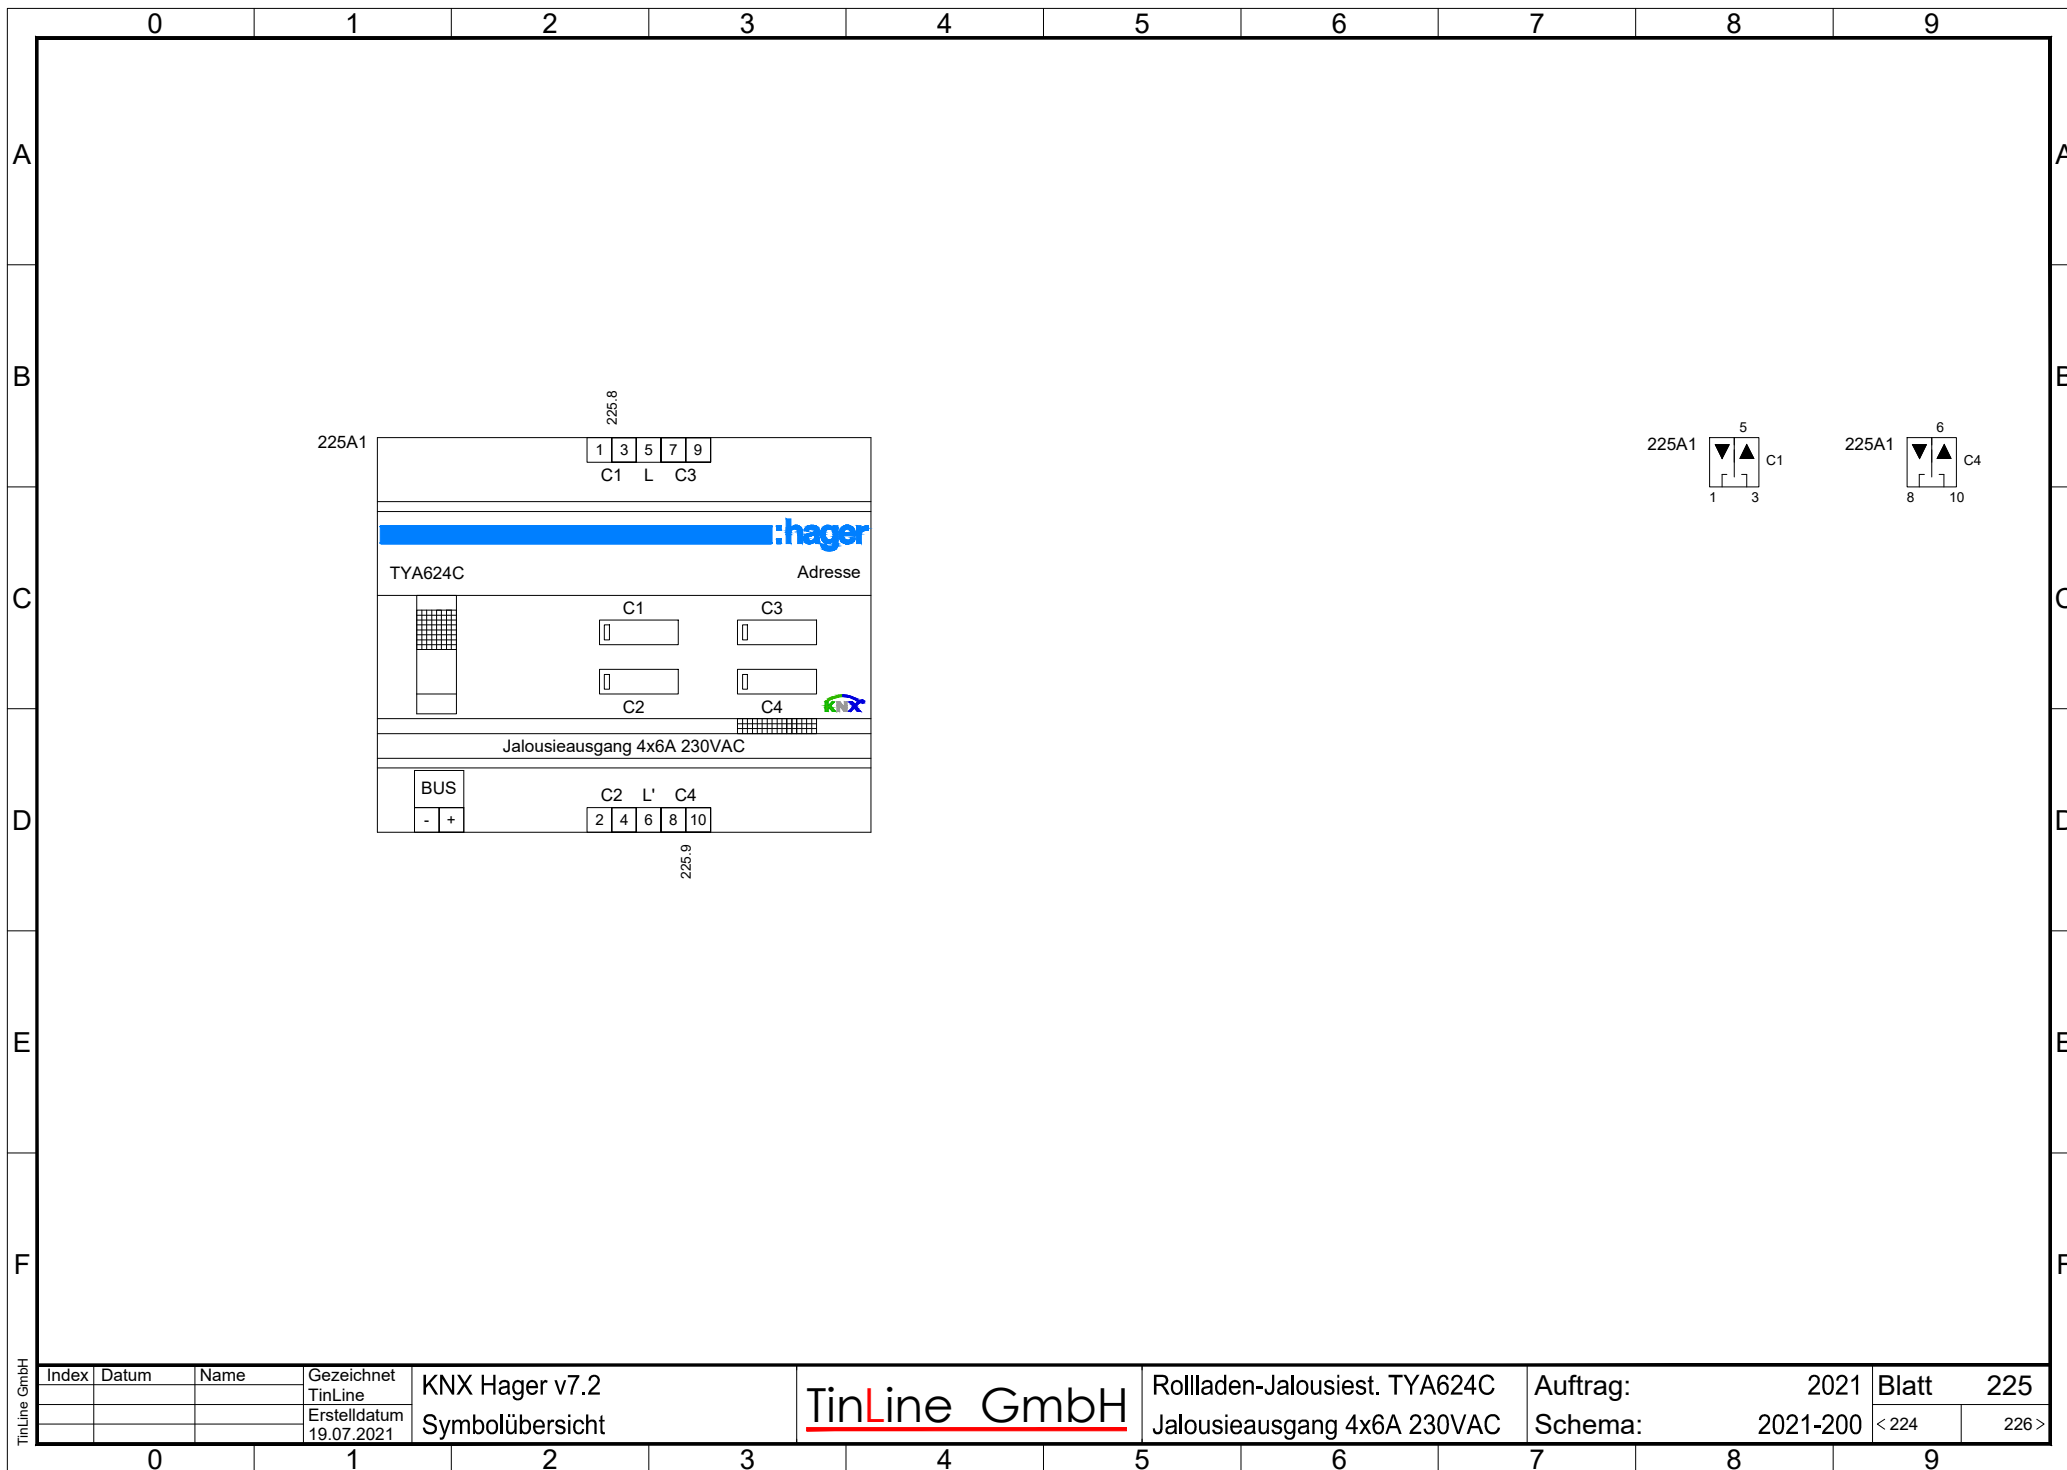 0 1 2 3 4 5 6 7 8 9
A A
B B
225.8
225A1
1 3 5 7 9
C1 L C3
225A1 5 C1
1 3
225A1 6 C4
8 10
:hager
TYA624C Adresse
C C
C1 C3
C2 C4
KNX
Jalousieausgang 4x6A 230VAC
BUS
- +
C2 L' C4
2 4 6 8 10
D D
225.9
E E
F F
TinLine GmbH
Index Datum Name
Gezeichnet
TinLine
Erstelldatum
19.07.2021
KNX Hager v7.2
Symbolübersicht
TinLine GmbH
Rollladen-Jalousiest. TYA624C
Jalousieausgang 4x6A 230VAC
Auftrag: 2021
Schema: 2021-200
Blatt 225
< 224 226 >
0 1 2 3 4 5 6 7 8 9